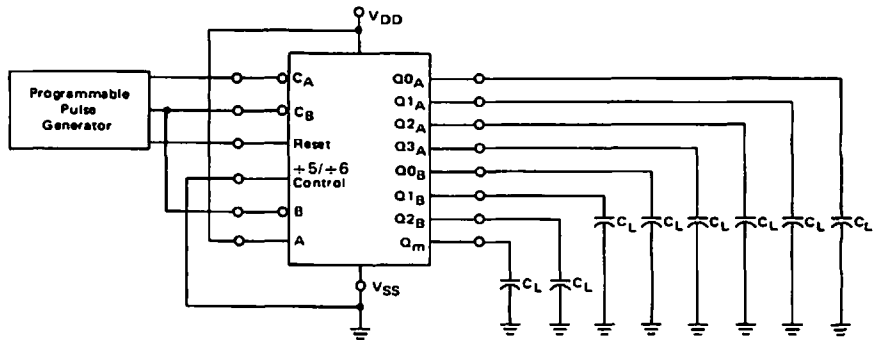 VDD
Programmable
Pulse
Generator
CA
CB
Reset
÷5/÷6
Control
B
A
Q0A
Q1A
Q2A
Q3A
Q0B
Q1B
Q2B
Qm
VSS
CL
CL
CL
CL
CL
CL
CL
CL